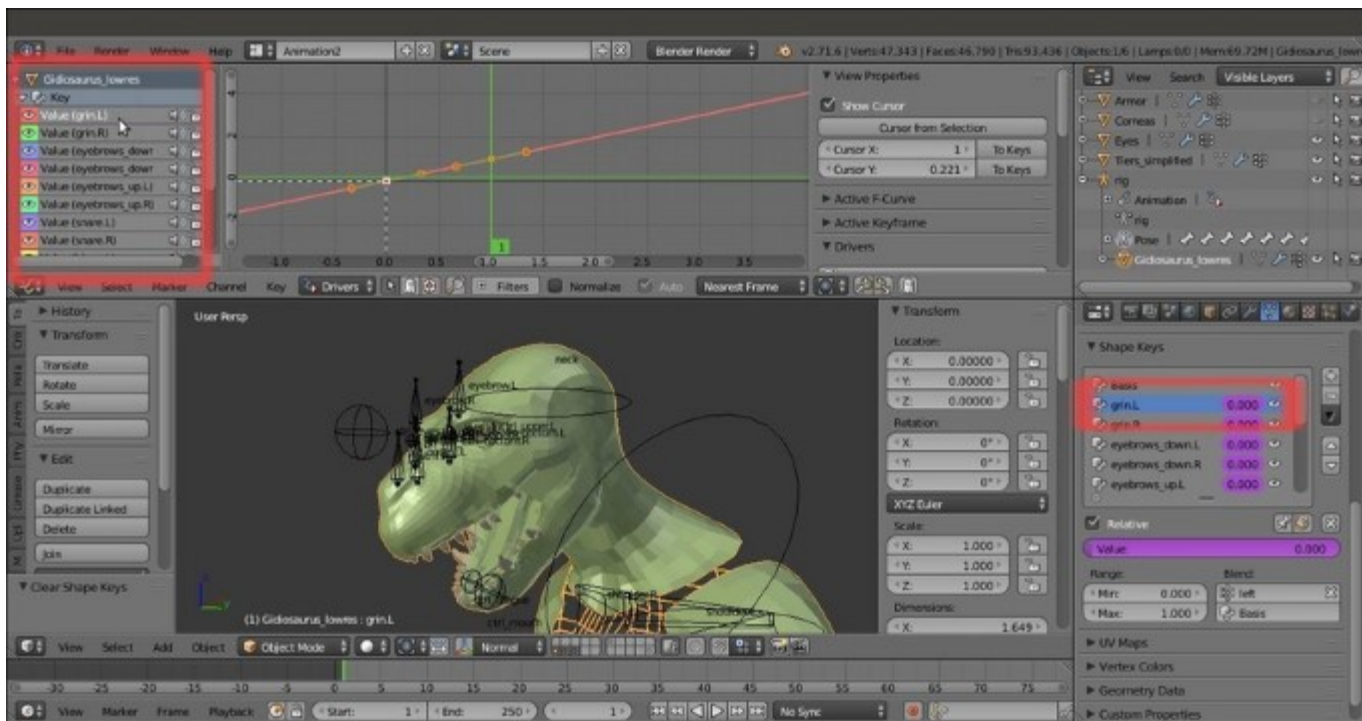 File Render Window Help Animation2 Scene Blender Render v2.71.6 | Verts:47,343 | Faces:46,790 | Tris:93,436 | Objects:1/6 | Lamps:0/0 | Mem:69.72M | Gidiosaurus_lowr
Gidiosaurus_lowres
Key
Value (grin.L)
Value (grin.R)
Value (eyebrows_dowr
Value (eyebrows_dowr
Value (eyebrows_up.L)
Value (eyebrows_up.R)
Value (snare.L)
Value (snare.R)
4
2
0
-1.0 -0.5 0.0 0.5 1.0 1.5 2.0 2.5 3.0 3.5
1
View Properties
Show Cursor
Cursor from Selection
Cursor X: 1 To Keys
Cursor Y: 0.221 To Keys
Active F-Curve
Active Keyframe
Drivers
View Search Visible Layers
Armor
Corneas
Eyes
Tiers_simplified
rig
Animation
rig
Pose
Gidiosaurus_lowres
View Select Marker Channel Key Drivers Filters Normalize Auto Nearest Frame
History
Transform
Translate
Rotate
Scale
Mirror
Edit
Duplicate
Duplicate Linked
Delete
Join
Clear Shape Keys
User Persp
neck
eyebrow.L
(1) Gidiosaurus_lowres : grin.L
Transform
Location:
X: 0.00000
Y: 0.00000
Z: 0.00000
Rotation:
X: 0°
Y: 0°
Z: 0°
XYZ Euler
Scale:
X: 1.000
Y: 1.000
Z: 1.000
Dimensions:
X: 1.649
Shape Keys
Basis
grin.L 0.000
grin.R 0.000
eyebrows_down.L 0.000
eyebrows_down.R 0.000
eyebrows_up.L 0.000
Relative
Value 0.000
Range: Blend:
Min: 0.000 left
Max: 1.000 Basis
UV Maps
Vertex Colors
Geometry Data
Custom Properties
View Select Add Object Object Mode Normal
-30 -25 -20 -15 -10 -5 0 5 10 15 20 25 30 35 40 45 50 55 60 65 70 75
View Marker Frame Playback Start: 1 End: 250 1 No Sync